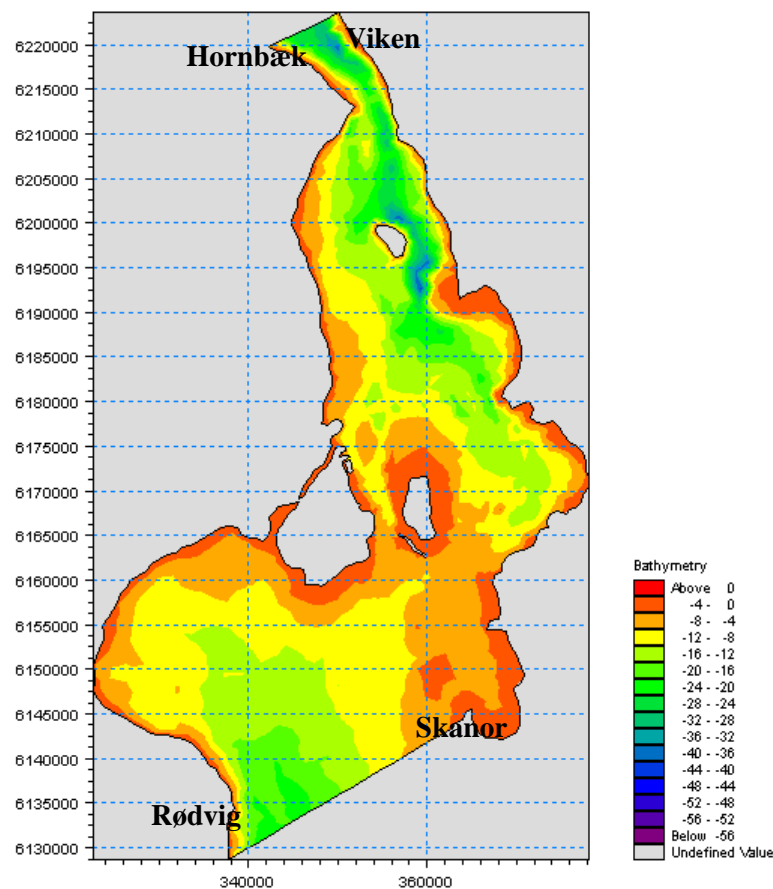 Viken
Hornbæk
6220000
6215000
6210000
6205000
6200000
6195000
6190000
6185000
6180000
6175000
6170000
6165000
6160000
6155000
6150000
6145000
6140000
6135000
6130000
Skanor
Rødvig
340000 360000
Bathymetry
Above 0
-4 - 0
-8 - -4
-12 - -8
-16 - -12
-20 - -16
-24 - -20
-28 - -24
-32 - -28
-36 - -32
-40 - -36
-44 - -40
-48 - -44
-52 - -48
-56 - -52
Below -56
Undefined Value